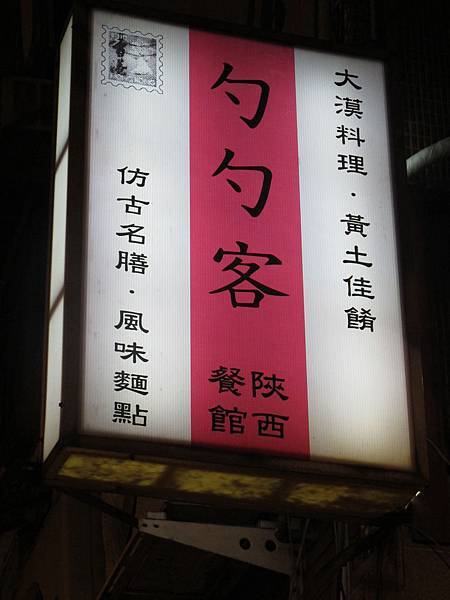 大漠料理·黃土佳餚
勺勺客
陝西
餐館
仿古名膳·風味麵點